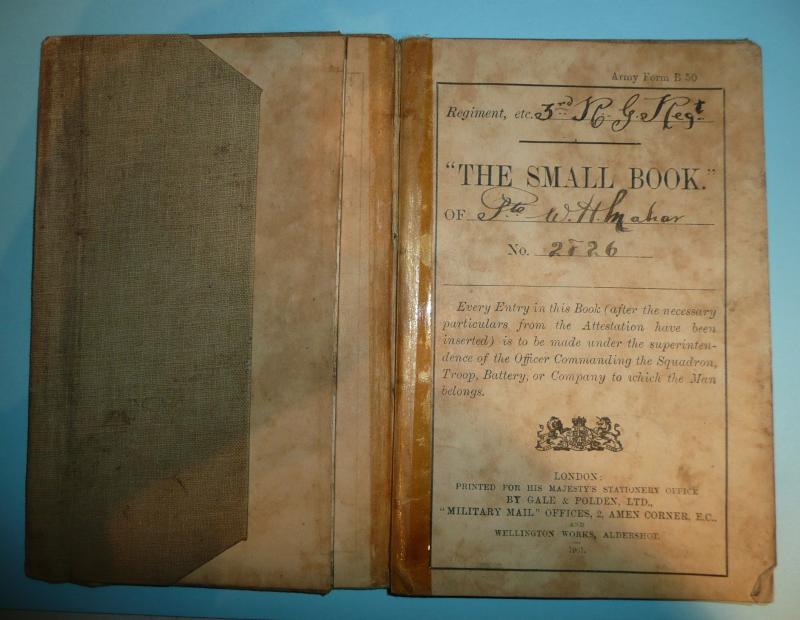 Army Form B 50
Regiment, etc. 3rd R. G. Regt.
"THE SMALL BOOK."
OF Pte W. H. Mahar
No. 2826
Every Entry in this Book (after the necessary
particulars from the Attestation have been
inserted) is to be made under the superinten-
dence of the Officer Commanding the Squadron,
Troop, Battery, or Company to which the Man
belongs.
LONDON:
PRINTED FOR HIS MAJESTY'S STATIONERY OFFICE
BY GALE & POLDEN, LTD.,
"MILITARY MAIL" OFFICES, 2, AMEN CORNER, E.C.,
AND
WELLINGTON WORKS, ALDERSHOT.
1901.